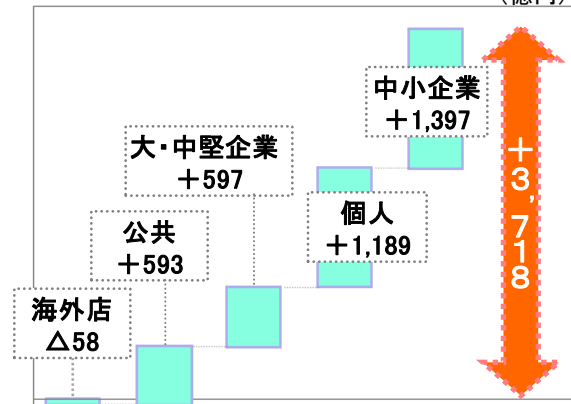 中小企業
＋1,397
大・中堅企業
＋597
個人
＋1,189
公共
＋593
海外店
△58
＋3,718